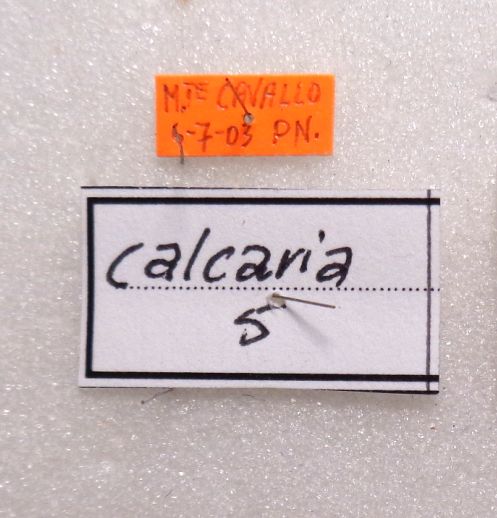 M.TE CAVALLO
6-7-03 PN.
calcaria
5